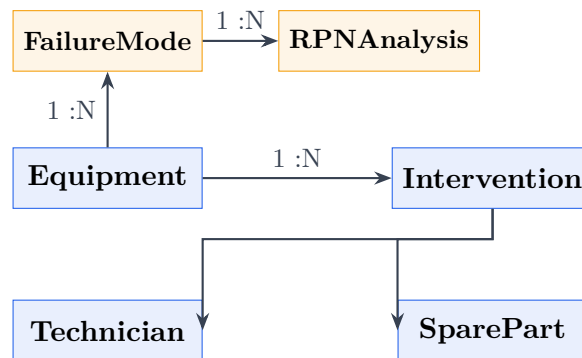 1 :N
FailureMode
RPNAnalysis
1 :N
1 :N
Equipment
Intervention
Technician
SparePart